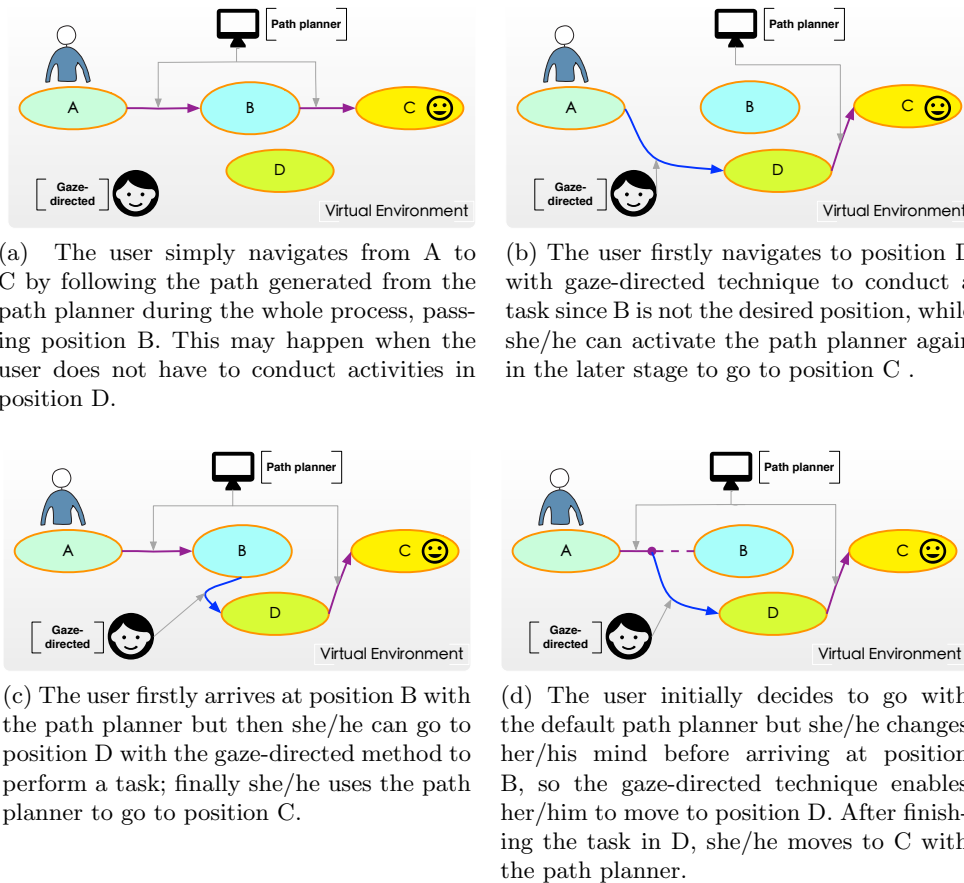 Path planner
A
B
C
D
Gaze-
directed
Virtual Environment
Path planner
A
B
C
D
Gaze-
directed
Virtual Environment
(a) The user simply navigates from A to
C by following the path generated from the
path planner during the whole process, pass-
ing position B. This may happen when the
user does not have to conduct activities in
position D.
(b) The user firstly navigates to position D
with gaze-directed technique to conduct a
task since B is not the desired position, while
she/he can activate the path planner again
in the later stage to go to position C .
Path planner
A
B
C
D
Gaze-
directed
Virtual Environment
Path planner
A
B
C
D
Gaze-
directed
Virtual Environment
(c) The user firstly arrives at position B with
the path planner but then she/he can go to
position D with the gaze-directed method to
perform a task; finally she/he uses the path
planner to go to position C.
(d) The user initially decides to go with
the default path planner but she/he changes
her/his mind before arriving at position
B, so the gaze-directed technique enables
her/him to move to position D. After finish-
ing the task in D, she/he moves to C with
the path planner.